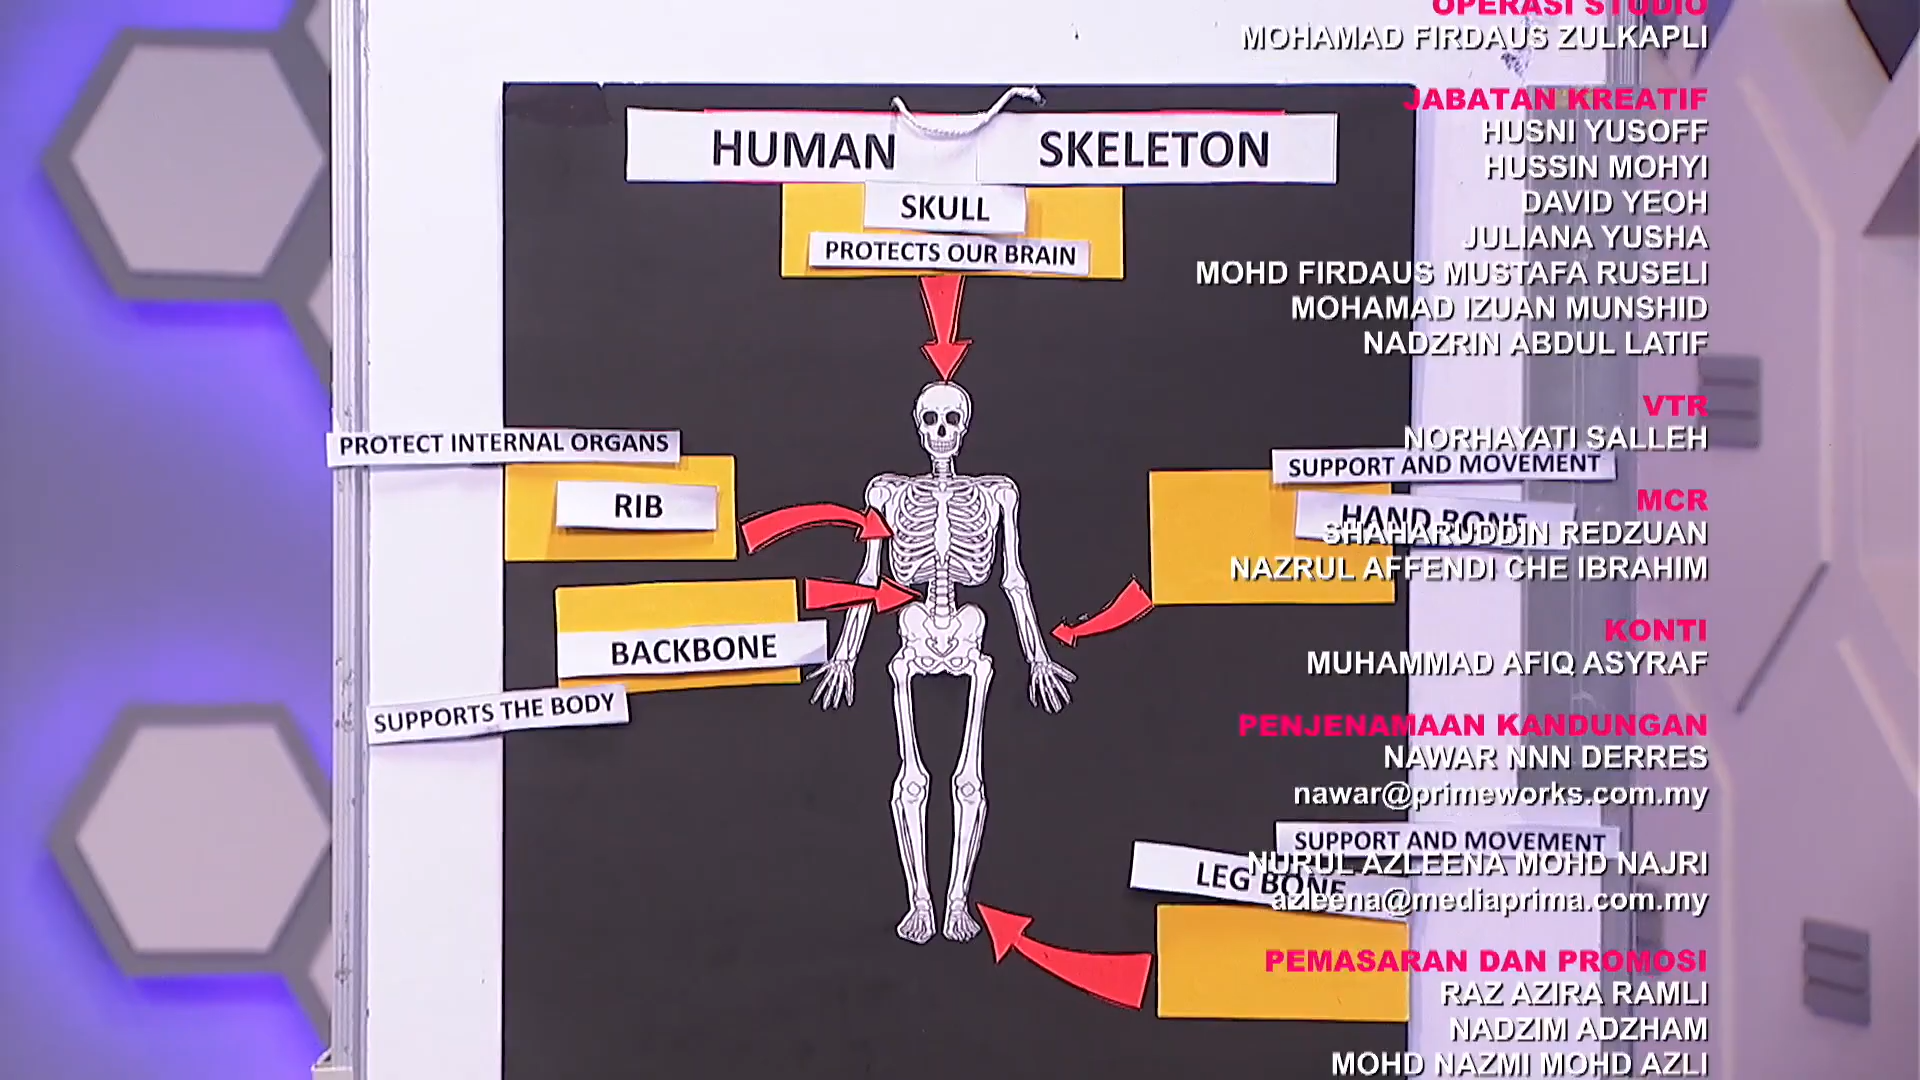 HUMAN SKELETON
SKULL
PROTECTS OUR BRAIN
PROTECT INTERNAL ORGANS
RIB
BACKBONE
SUPPORTS THE BODY
SUPPORT AND MOVEMENT
HAND BONE
SUPPORT AND MOVEMENT
LEG BONE
OPERASI STUDIO
MOHAMAD FIRDAUS ZULKAPLI
JABATAN KREATIF
HUSNI YUSOFF
HUSSIN MOHYI
DAVID YEOH
JULIANA YUSHA
MOHD FIRDAUS MUSTAFA RUSELI
MOHAMAD IZUAN MUNSHID
NADZRIN ABDUL LATIF
VTR
NORHAYATI SALLEH
MCR
SHAHARUDDIN REDZUAN
NAZRUL AFFENDI CHE IBRAHIM
KONTI
MUHAMMAD AFIQ ASYRAF
PENJENAMAAN KANDUNGAN
NAWAR NNN DERRES
nawar@primeworks.com.my
NURUL AZLEENA MOHD NAJRI
azleena@mediaprima.com.my
PEMASARAN DAN PROMOSI
RAZ AZIRA RAMLI
NADZIM ADZHAM
MOHD NAZMI MOHD AZLI